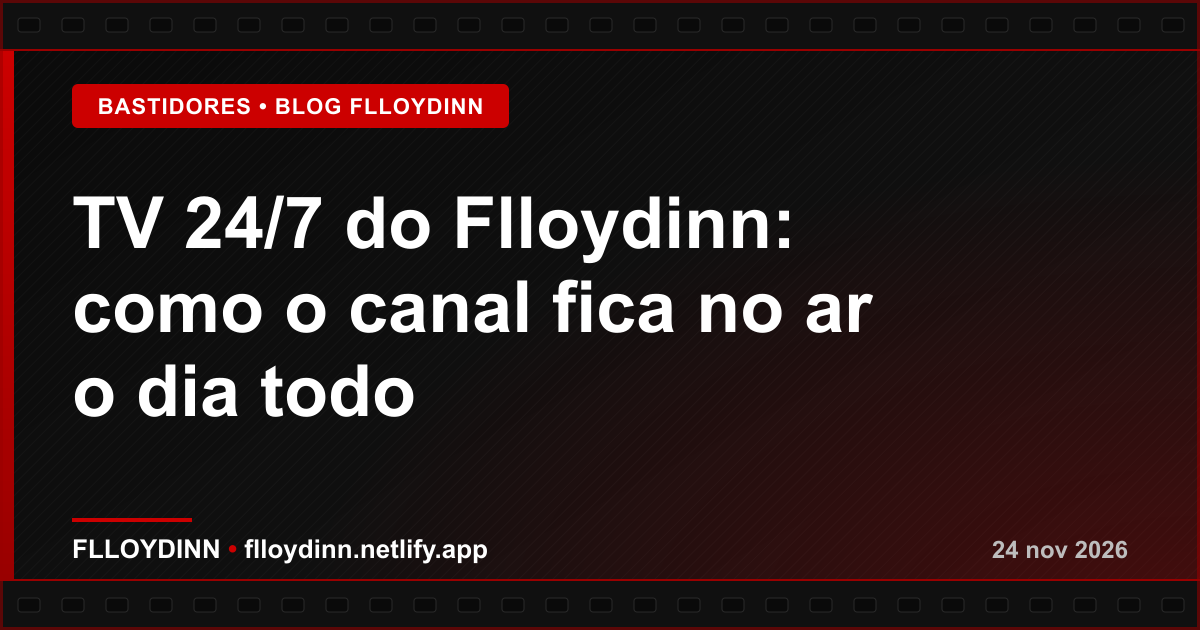 BASTIDORES • BLOG FLLOYDINN
TV 24/7 do Flloydinn:
como o canal fica no ar
o dia todo
FLLOYDINN • flloydinn.netlify.app
24 nov 2026